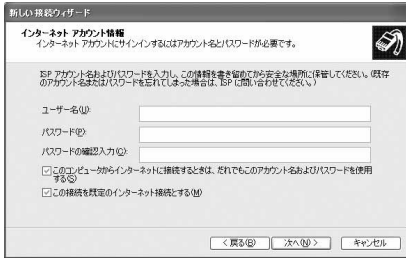 新しい接続ウィザード
インターネット アカウント情報
インターネット アカウントにサインインするにはアカウント名とパスワードが必要です。
ISP アカウント名およびパスワードを入力し、この情報を書き留めてから安全な場所に保管してください。(既存
のアカウント名またはパスワードを忘れてしまった場合は、ISP に問い合わせてください。)
ユーザー名(U):
パスワード(P):
パスワードの確認入力(C):
このコンピュータからインターネットに接続するときは、だれでもこのアカウント名およびパスワードを使用
する(S)
この接続を既定のインターネット接続とする(M)
< 戻る(B)
次へ(N) >
キャンセル